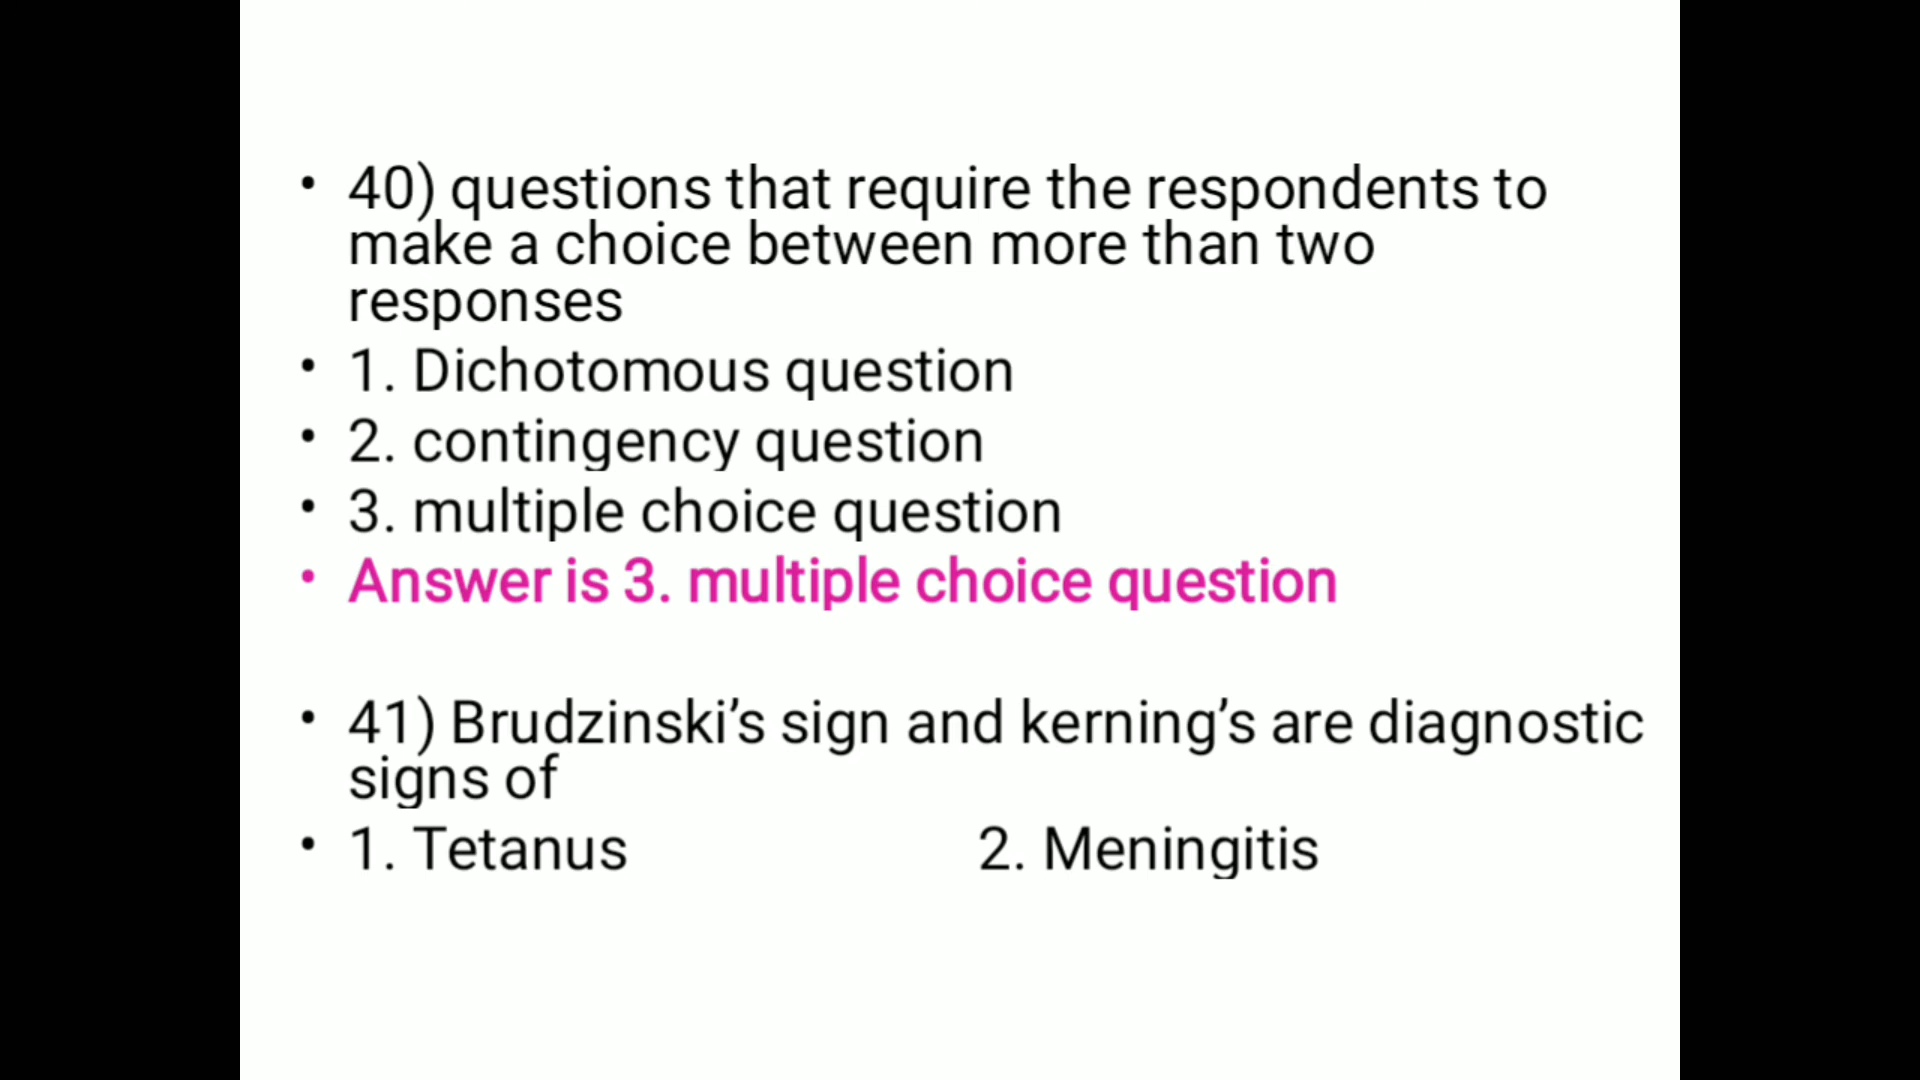 • 40) questions that require the respondents to
make a choice between more than two
responses
• 1. Dichotomous question
• 2. contingency question
• 3. multiple choice question
• Answer is 3. multiple choice question
• 41) Brudzinski’s sign and kerning’s are diagnostic
signs of
• 1. Tetanus 2. Meningitis